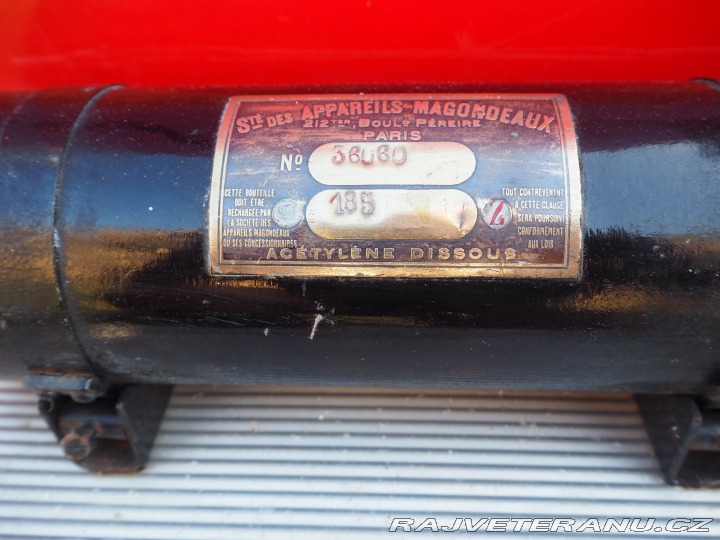 STÉ DES APPAREILS MAGONDEAUX
212TER, BOULD PÉREIRE
PARIS
No 36060
185
CETTE BOUTEILLE
DOIT ÊTRE
RECHARGÉE PAR
LA SOCIÉTÉ DES
APPAREILS MAGONDEAUX
OU SES CONCESSIONNAIRES
TOUT CONTREVENANT
À CETTE CLAUSE
SERA POURSUIVI
CONFORMÉMENT
AUX LOIS
ACÉTYLÈNE DISSOUS
RAJVETERANU.CZ